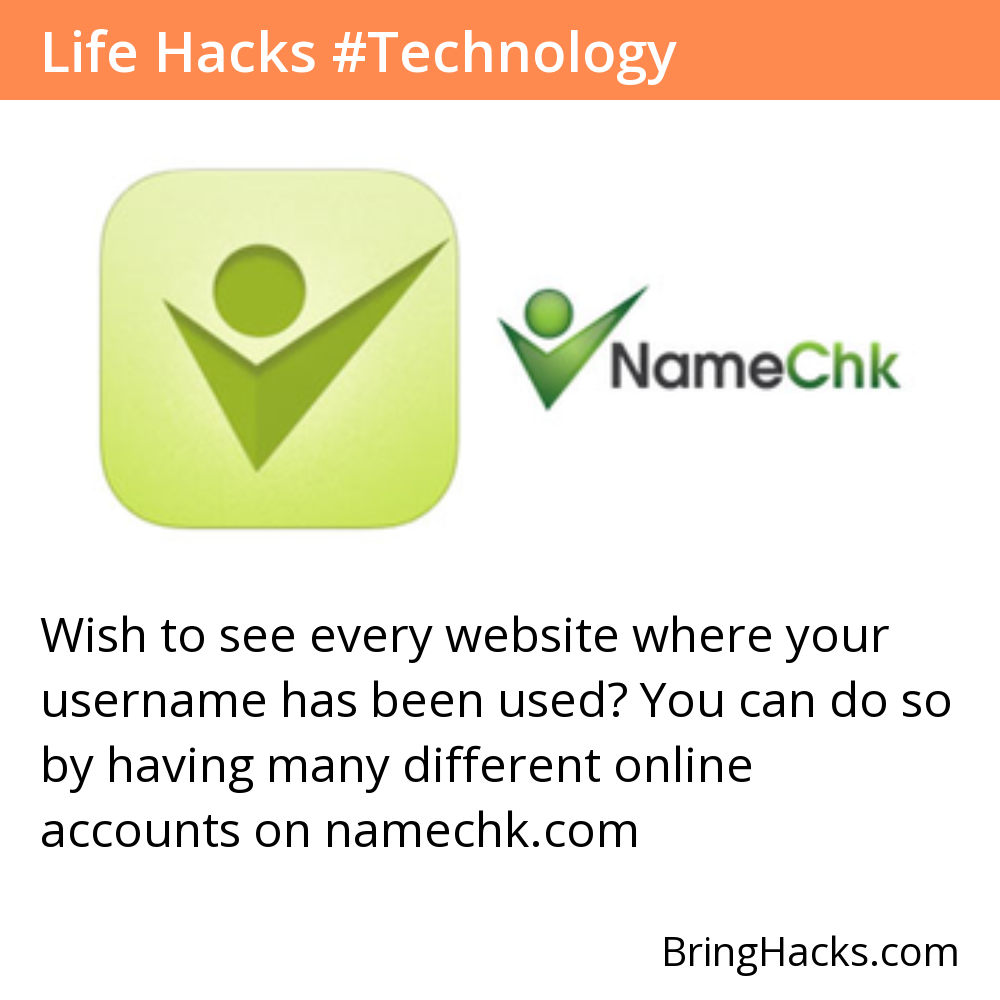 Life Hacks #Technology
NameChk
Wish to see every website where your
username has been used? You can do so
by having many different online
accounts on namechk.com
BringHacks.com